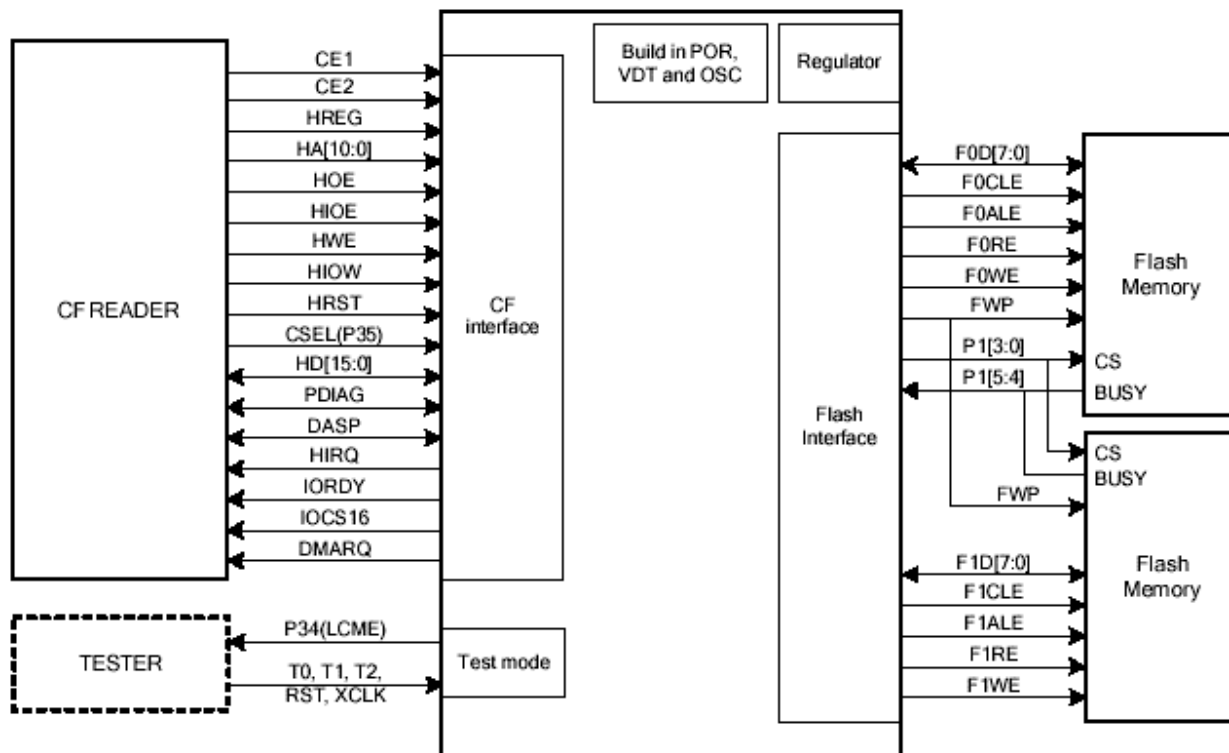 CF READER
CE1
CE2
HREG
HA[10:0]
HOE
HIOE
HWE
HIOW
HRST
CSEL(P35)
HD[15:0]
PDIAG
DASP
HIRQ
IORDY
IOCS16
DMARQ
CF
interface
TESTER
P34(LCME)
T0, T1, T2,
RST, XCLK
Test mode
Build in POR,
VDT and OSC
Regulator
Flash
Interface
F0D[7:0]
F0CLE
F0ALE
F0RE
F0WE
FWP
P1[3:0]
P1[5:4]
Flash
Memory
CS
BUSY
CS
BUSY
FWP
F1D[7:0]
F1CLE
F1ALE
F1RE
F1WE
Flash
Memory